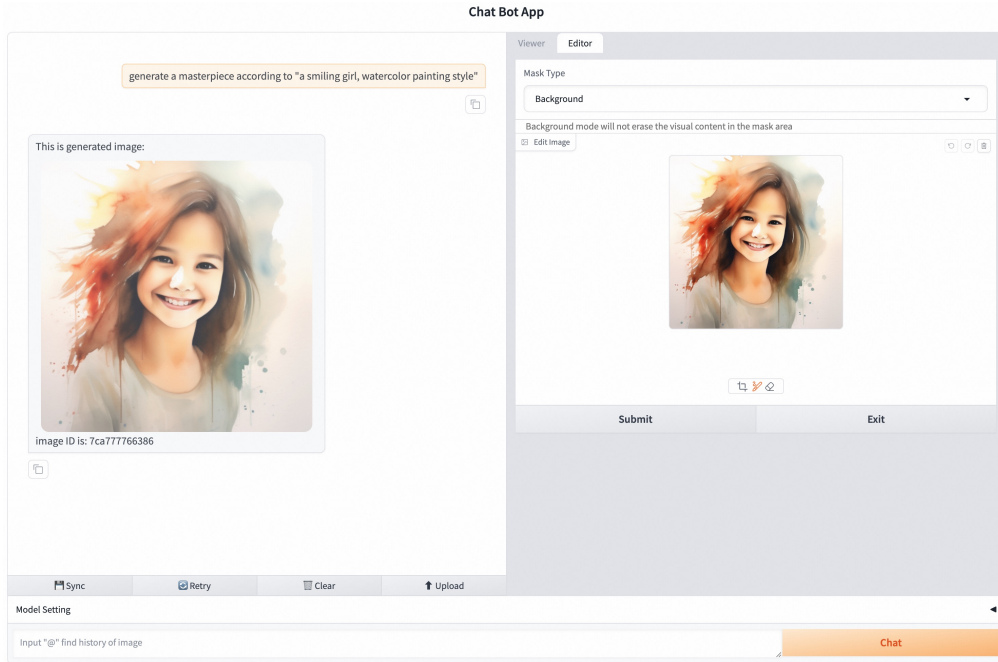 Chat Bot App
generate a masterpiece according to "a smiling girl, watercolor painting style"
This is generated image:
image ID is: 7ca777766386
Sync
Retry
Clear
Upload
Viewer
Editor
Mask Type
Background
Background mode will not erase the visual content in the mask area
Edit Image
Submit
Exit
Model Setting
Input "@" find history of image
Chat